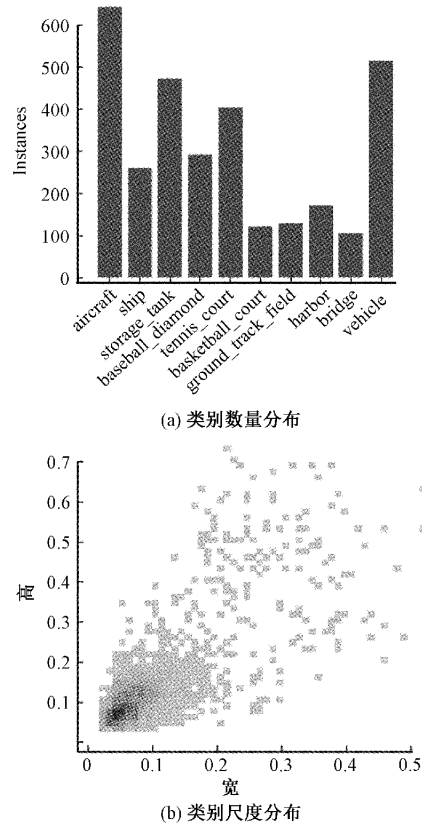 600
500
400
300
200
100
0
Instances
aircraft
ship
storage_tank
baseball_diamond
tennis_court
basketball_court
ground_track_field
harbor
bridge
vehicle
(a) 类别数量分布
0.7
0.6
0.5
0.4
0.3
0.2
0.1
高
0 0.1 0.2 0.3 0.4 0.5
宽
(b) 类别尺度分布